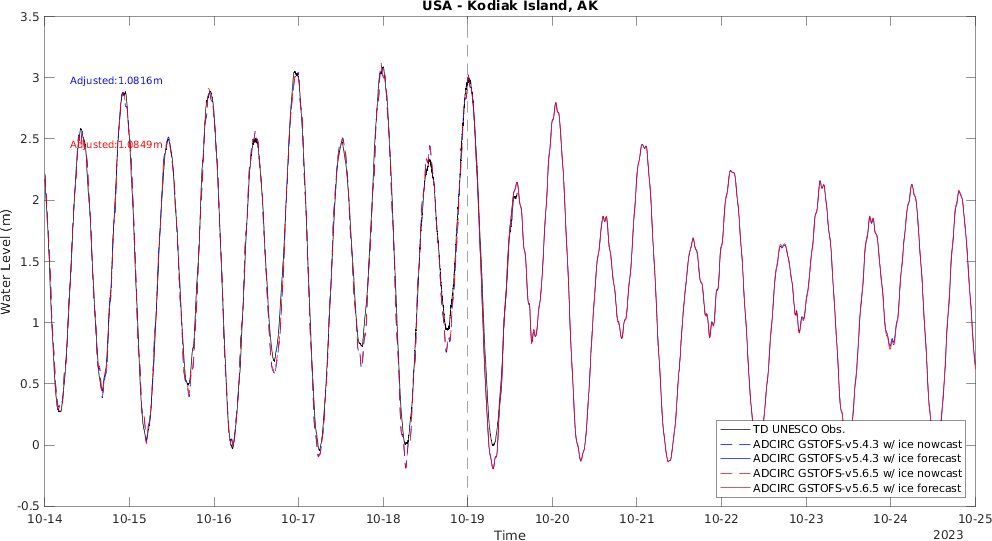 USA - Kodiak Island, AK
3.5
3
2.5
2
1.5
1
0.5
0
-0.5
Water Level (m)
Adjusted:1.0816m
Adjusted:1.0849m
TD UNESCO Obs.
ADCIRC GSTOFS-v5.4.3 w/ ice nowcast
ADCIRC GSTOFS-v5.4.3 w/ ice forecast
ADCIRC GSTOFS-v5.6.5 w/ ice nowcast
ADCIRC GSTOFS-v5.6.5 w/ ice forecast
10-14 10-15 10-16 10-17 10-18 10-19 10-20 10-21 10-22 10-23 10-24 10-25
Time
2023